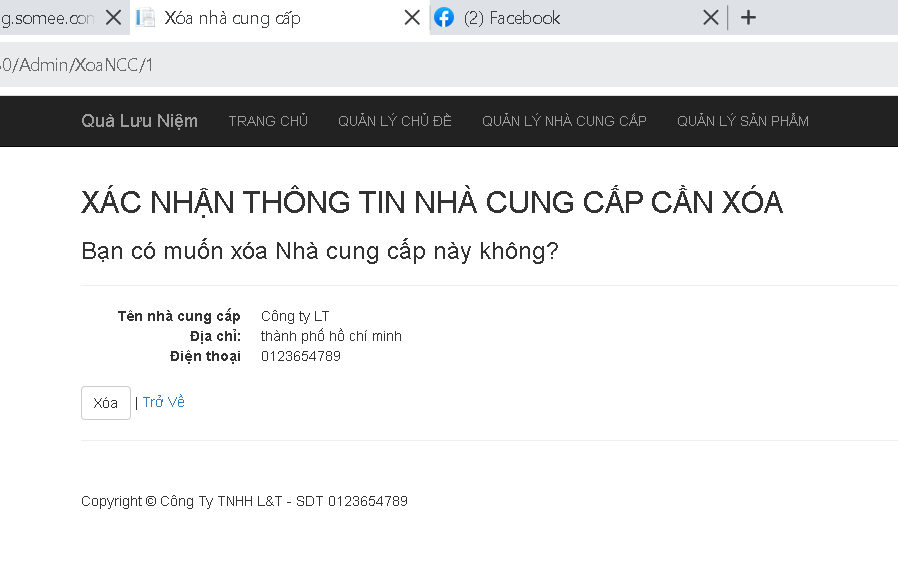 g.somee.con Xóa nhà cung cấp (2) Facebook
0/Admin/XoaNCC/1
Quà Lưu Niệm TRANG CHỦ QUẢN LÝ CHỦ ĐỀ QUẢN LÝ NHÀ CUNG CẤP QUẢN LÝ SẢN PHẨM
XÁC NHẬN THÔNG TIN NHÀ CUNG CẤP CẦN XÓA
Bạn có muốn xóa Nhà cung cấp này không?
Tên nhà cung cấp Công ty LT
Địa chỉ: thành phố hồ chí minh
Điện thoại 0123654789
Xóa | Trở Về
Copyright © Công Ty TNHH L&T - SDT 0123654789